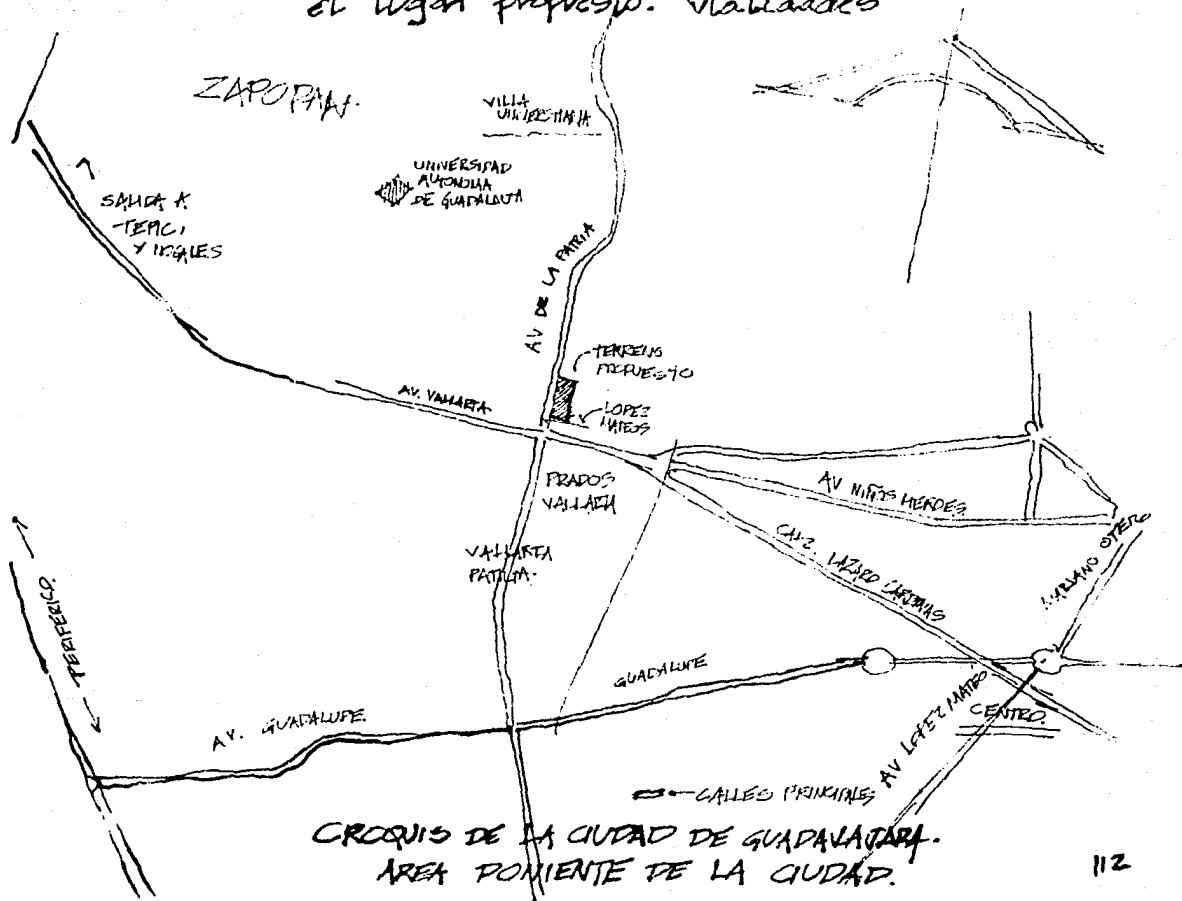 el lugar propuesto. Vialidades
ZAPOPAN.
VILLA
UNIVERSITARIA
UNIVERSIDAD
AUTONOMA
DE GUADALAJARA
SALIDA A
TEPIC,
Y NOGALES
AV DE LA PATRIA
TERRENO
PROPUESTO
LOPEZ
MATEOS
AV. VALLARTA
PRADOS
VALLARTA
AV NIÑOS HEROES
VALLARTA
PATRIA.
CALZ. LAZARO CARDENAS
MARIANO OTERO
PERIFERICO
GUADALUPE
AV. GUADALUPE
AV LOPEZ MATEO
CENTRO.
CALLES PRINCIPALES
CROQUIS DE LA CIUDAD DE GUADALAJARA.
AREA PONIENTE DE LA CIUDAD.
112